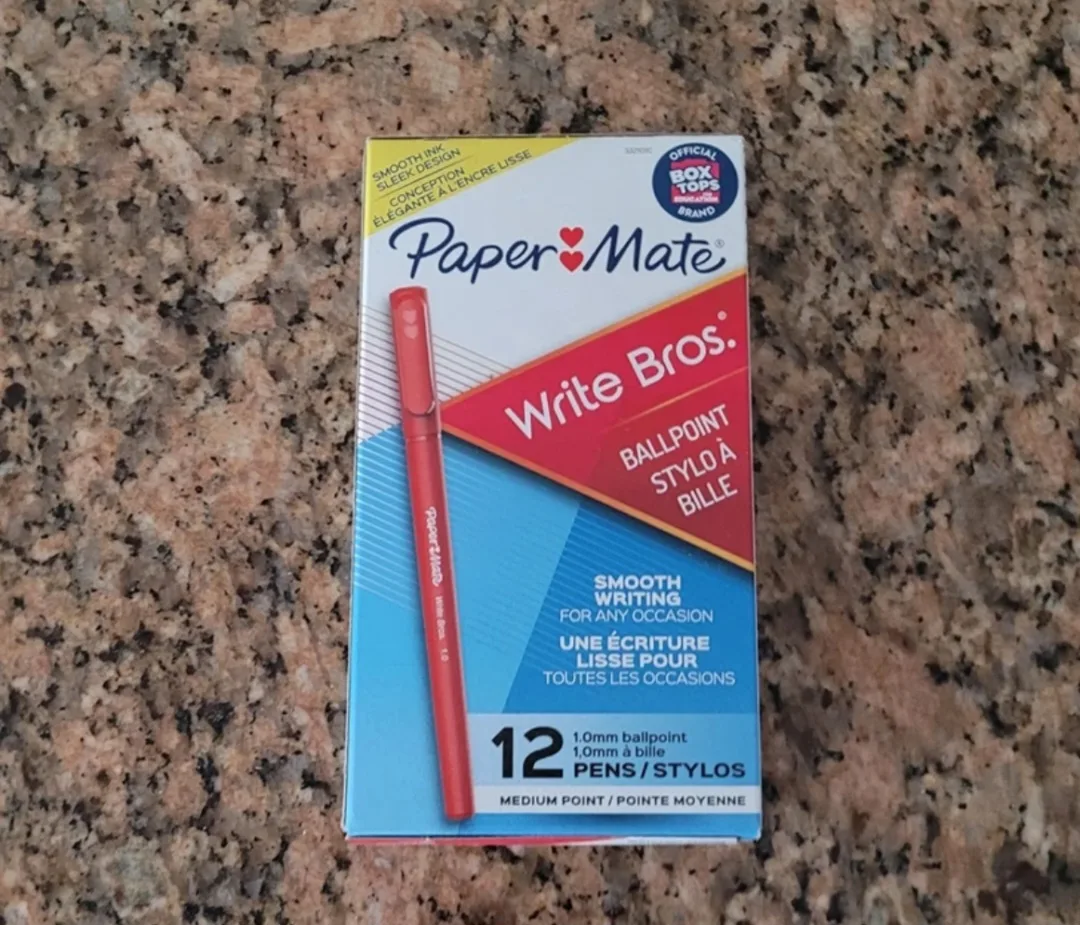 SMOOTH INK
SLEEK DESIGN
CONCEPTION
ÉLÉGANTE À L'ENCRE LISSE
OFFICIAL
BOX
TOPS
FOR
EDUCATION
BRAND
Paper Mate®
Write Bros.®
BALLPOINT
STYLO À
BILLE
Paper Mate Write Bros. 1.0
SMOOTH
WRITING
FOR ANY OCCASION
UNE ÉCRITURE
LISSE POUR
TOUTES LES OCCASIONS
12
1.0mm ballpoint
1,0mm à bille
PENS / STYLOS
MEDIUM POINT / POINTE MOYENNE